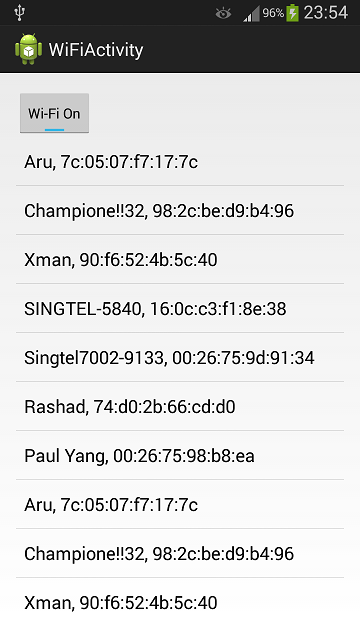 96% 23:54
WiFiActivity
Wi-Fi On
Aru, 7c:05:07:f7:17:7c
Champione!!32, 98:2c:be:d9:b4:96
Xman, 90:f6:52:4b:5c:40
SINGTEL-5840, 16:0c:c3:f1:8e:38
Singtel7002-9133, 00:26:75:9d:91:34
Rashad, 74:d0:2b:66:cd:d0
Paul Yang, 00:26:75:98:b8:ea
Aru, 7c:05:07:f7:17:7c
Champione!!32, 98:2c:be:d9:b4:96
Xman, 90:f6:52:4b:5c:40